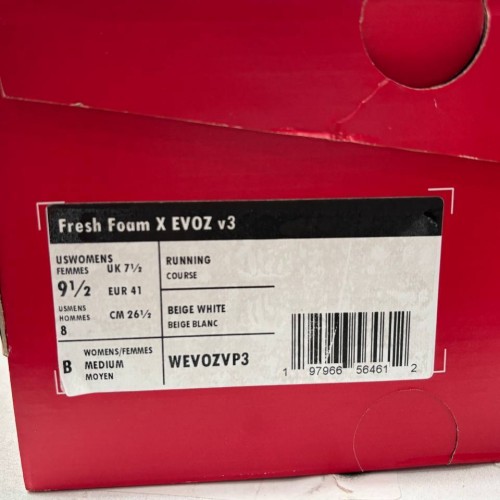 Fresh Foam X EVOZ v3
USWOMENS
FEMMES
UK 7½
9½
EUR 41
USMENS
HOMMES
8
CM 26½
RUNNING
COURSE
BEIGE WHITE
BEIGE BLANC
B
WOMENS/FEMMES
MEDIUM
MOYEN
WEVOZVP3
1 97966 56461 2